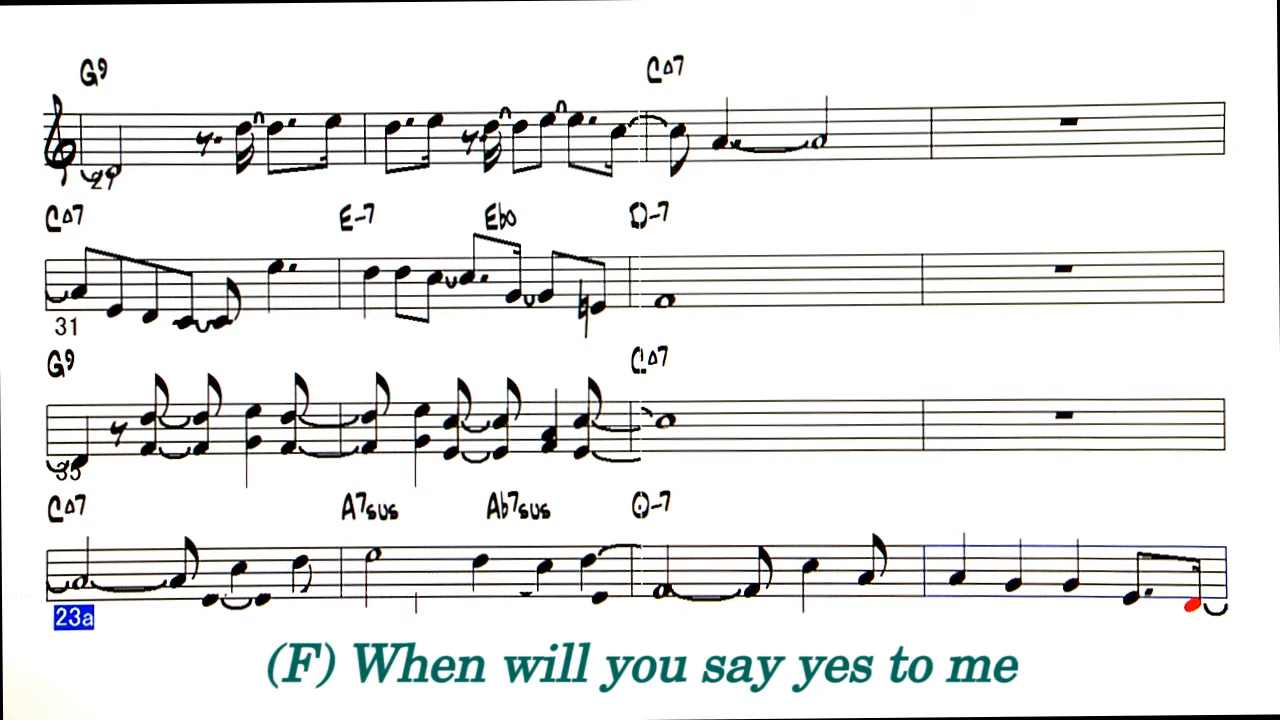 G9 CΔ7
29
CΔ7 E-7 Ebo D-7
31
G9 CΔ7
35
CΔ7 A7sus Ab7sus D-7
23a
(F) When will you say yes to me